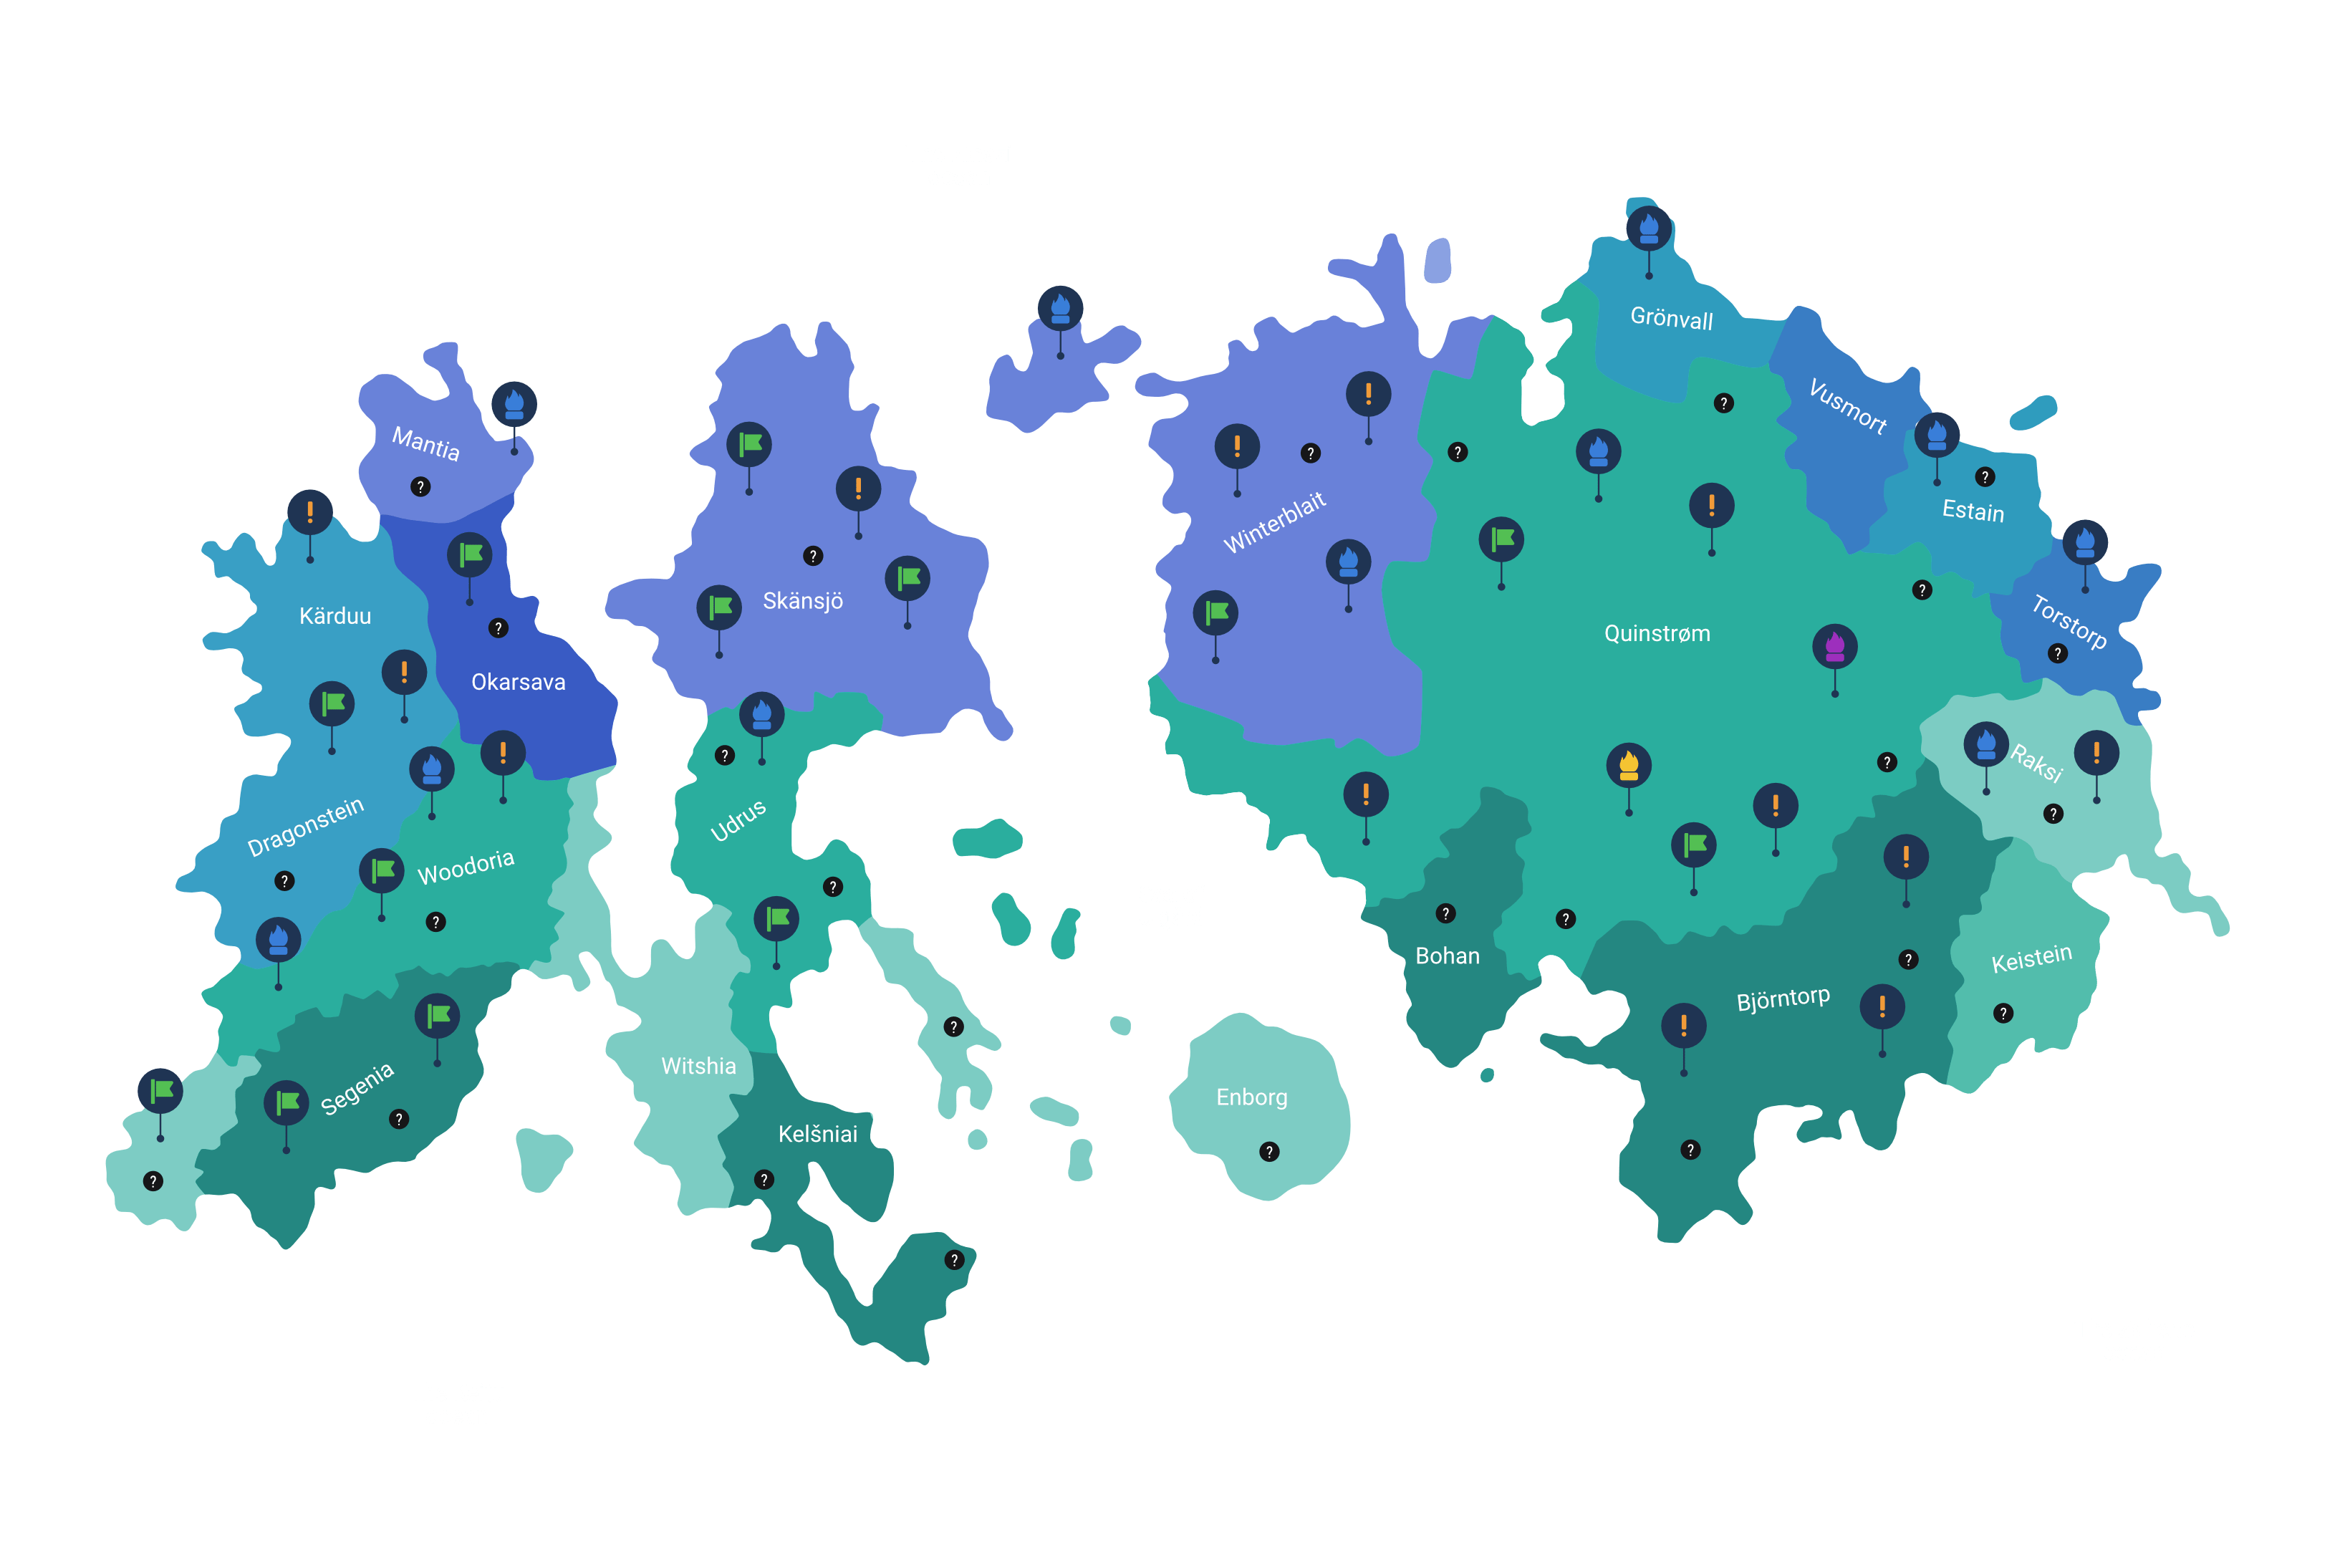 Grönvall
Mantia
Vusmort
?
?
?
?
!
!
!
!
?
!
!
Winterblait
Estain
?
Skänsjö
?
Kärduu
?
Torstorp
Quinstrøm
?
Okarsava
!
!
?
Raksi
!
?
!
!
Udrus
?
Dragonstein
Woodoria
!
?
?
?
?
?
Bohan
Keistein
?
Björntorp
!
!
?
?
Witshia
Segenia
Enborg
?
Kelšniai
?
?
?
?
?